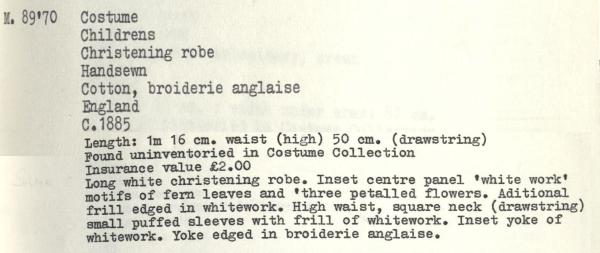 M. 89'70 Costume
Childrens
Christening robe
Handsewn
Cotton, broiderie anglaise
England
C.1885
Length: 1m 16 cm. waist (high) 50 cm. (drawstring)
Found uninventoried in Costume Collection
Insurance value £2.00
Long white christening robe. Inset centre panel 'white work'
motifs of fern leaves and 'three petalled flowers. Aditional
frill edged in whitework. High waist, square neck (drawstring)
small puffed sleeves with frill of whitework. Inset yoke of
whitework. Yoke edged in broiderie anglaise.